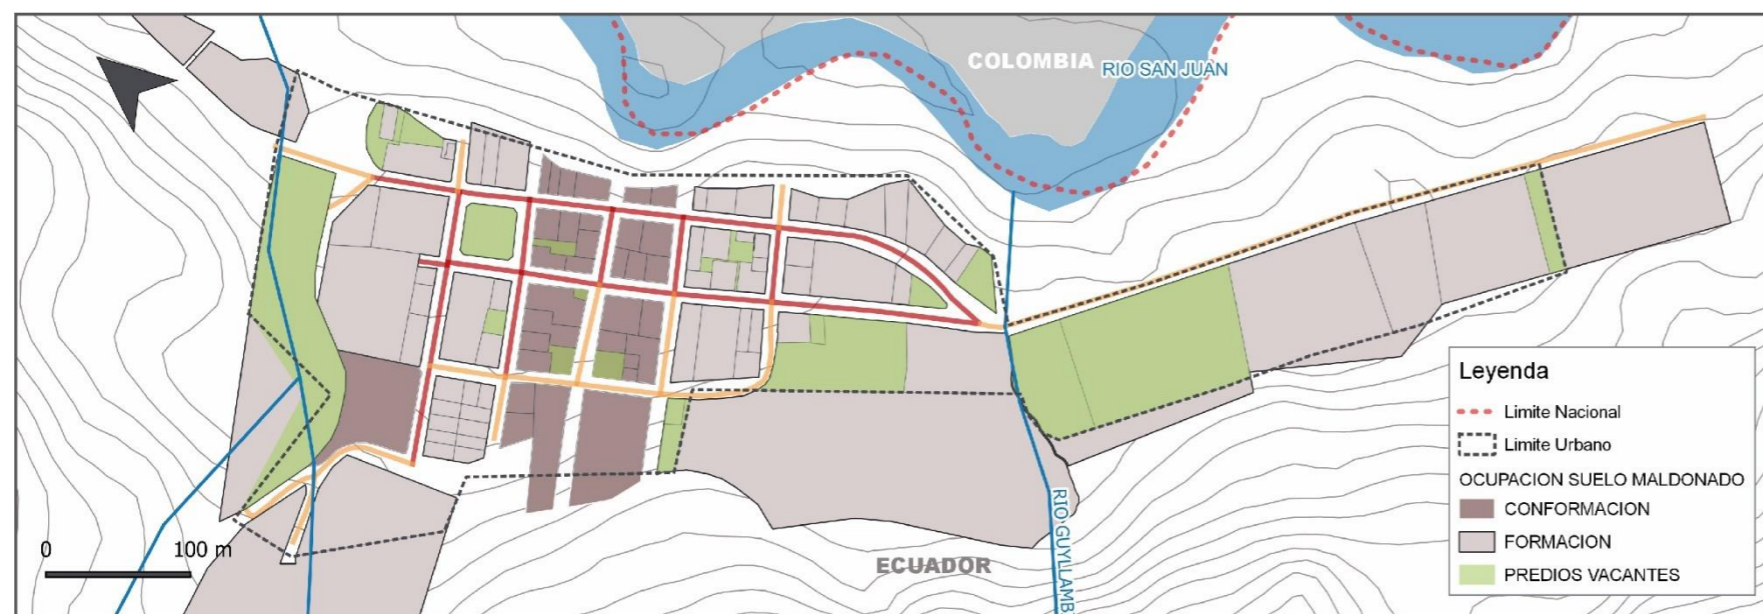 COLOMBIA
RIO SAN JUAN
Leyenda
Limite Nacional
Limite Urbano
OCUPACION SUELO MALDONADO
CONFORMACION
FORMACION
PREDIOS VACANTES
0 100 m
ECUADOR
RIO GUYLLAMB